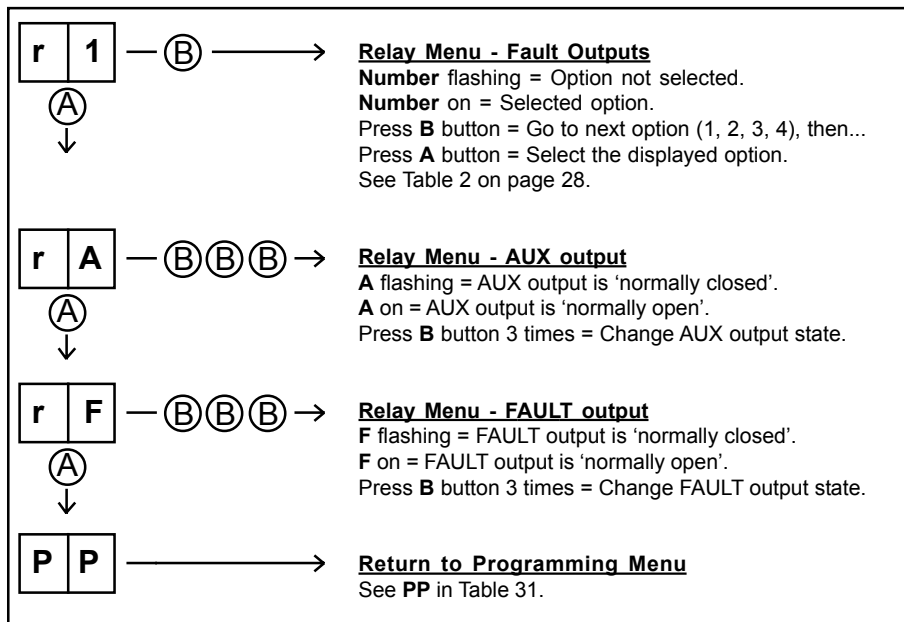 r 1 B Relay Menu - Fault Outputs
Number flashing = Option not selected.
A Number on = Selected option.
Press B button = Go to next option (1, 2, 3, 4), then...
Press A button = Select the displayed option.
See Table 2 on page 28.
r A B B B Relay Menu - AUX output
A flashing = AUX output is ‘normally closed’.
A A on = AUX output is ‘normally open’.
Press B button 3 times = Change AUX output state.
r F B B B Relay Menu - FAULT output
F flashing = FAULT output is ‘normally closed’.
A F on = FAULT output is ‘normally open’.
Press B button 3 times = Change FAULT output state.
P P Return to Programming Menu
See PP in Table 31.